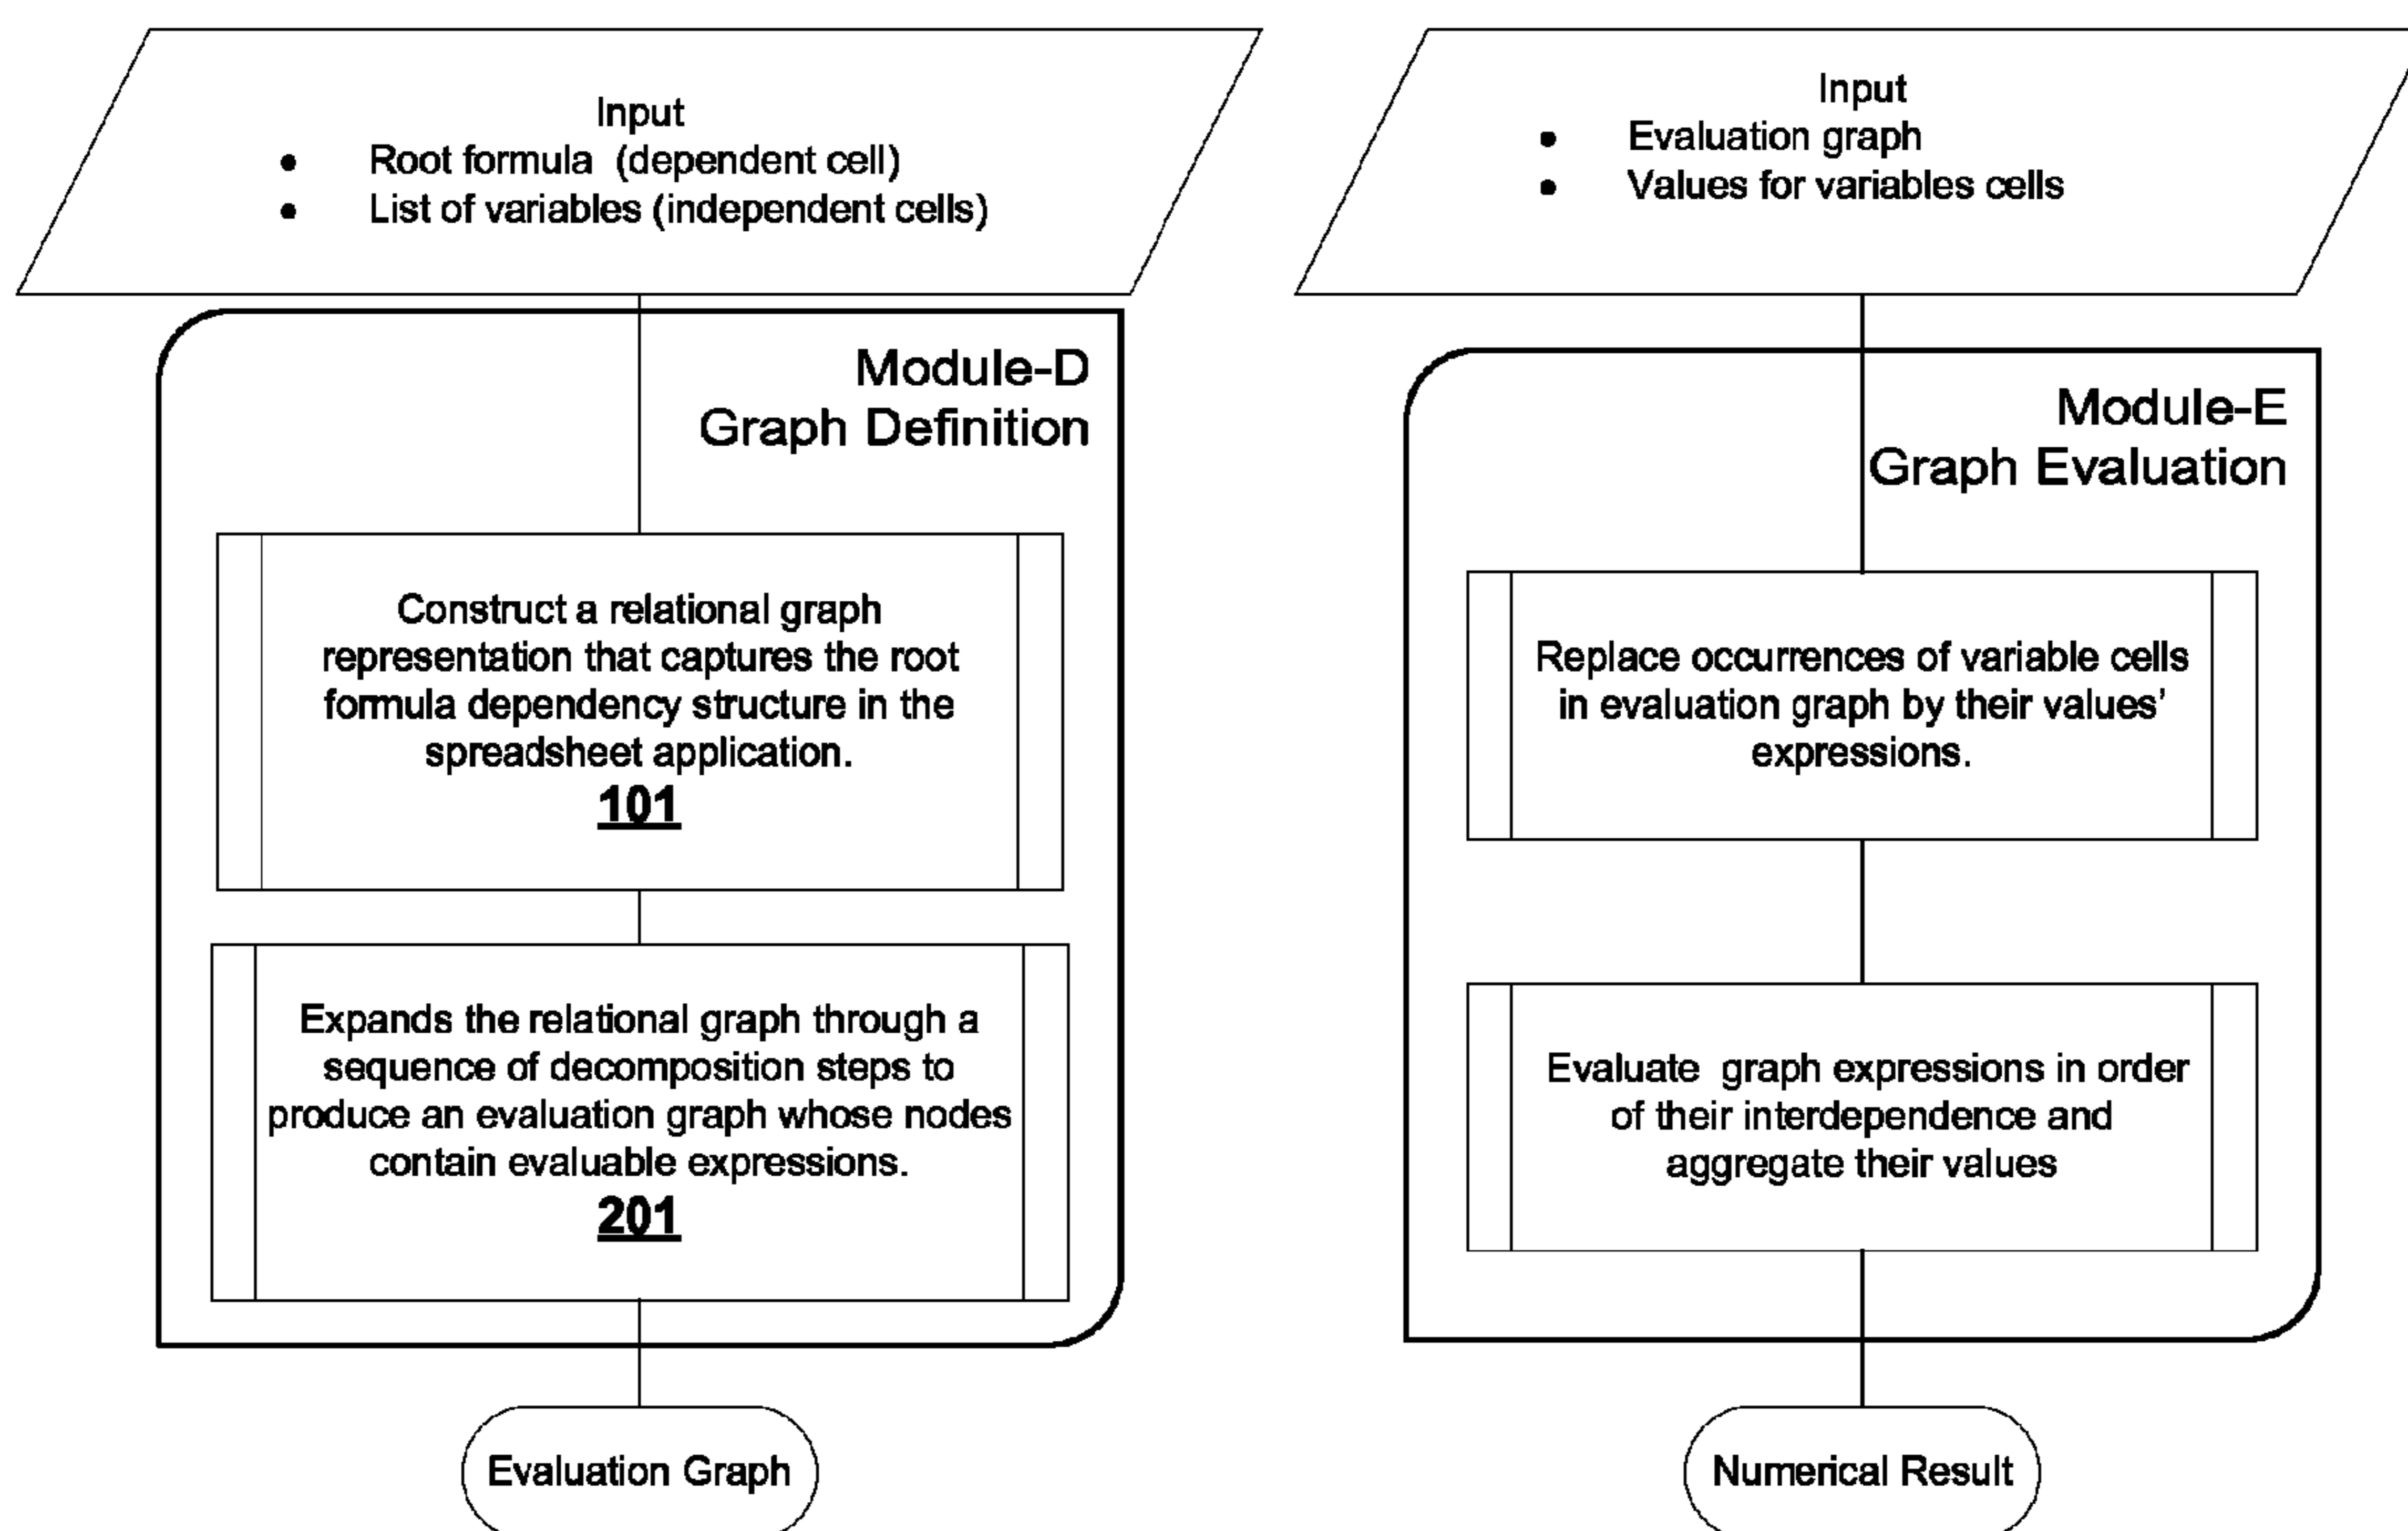 Input
• Root formula (dependent cell)
• List of variables (independent cells)
Module-D
Graph Definition
Construct a relational graph
representation that captures the root
formula dependency structure in the
spreadsheet application.
101
Expands the relational graph through a
sequence of decomposition steps to
produce an evaluation graph whose nodes
contain evaluable expressions.
201
Evaluation Graph
Input
• Evaluation graph
• Values for variables cells
Module-E
Graph Evaluation
Replace occurrences of variable cells
in evaluation graph by their values’
expressions.
Evaluate graph expressions in order
of their interdependence and
aggregate their values
Numerical Result